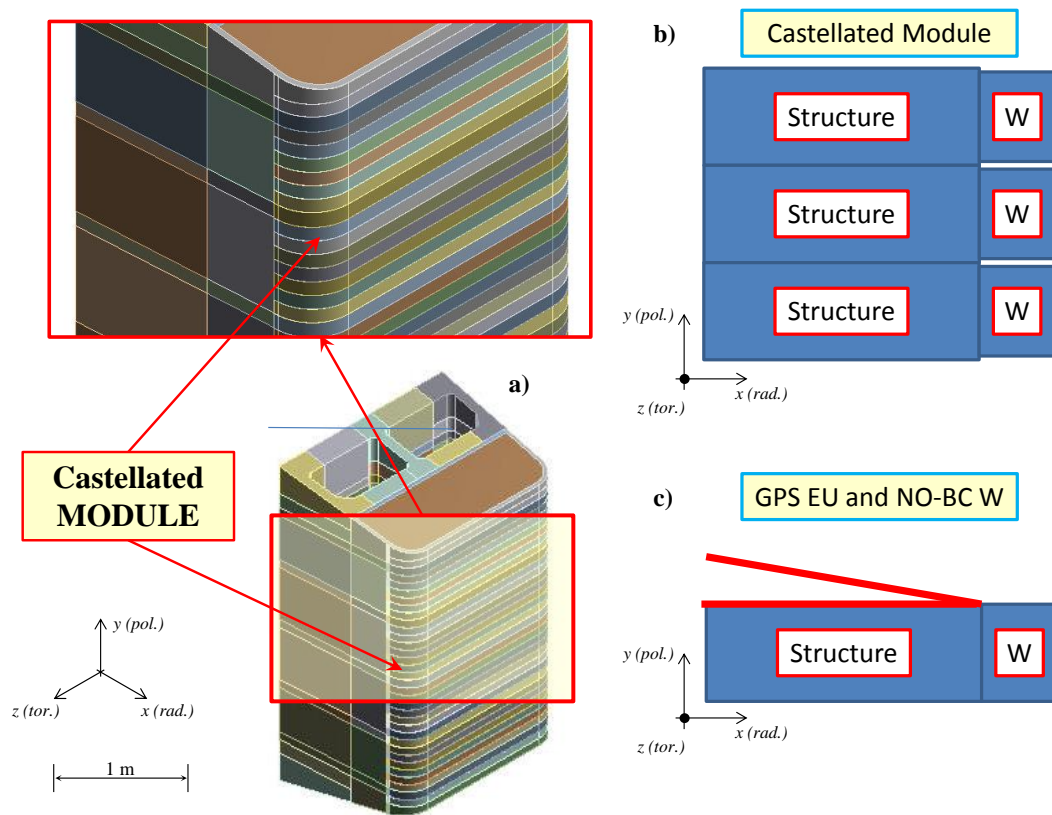 b)
Castellated Module
Structure
W
Structure
W
Structure
W
y (pol.)
z (tor.)
x (rad.)
a)
Castellated
MODULE
y (pol.)
z (tor.)
x (rad.)
1 m
c)
GPS EU and NO-BC W
Structure
W
y (pol.)
z (tor.)
x (rad.)